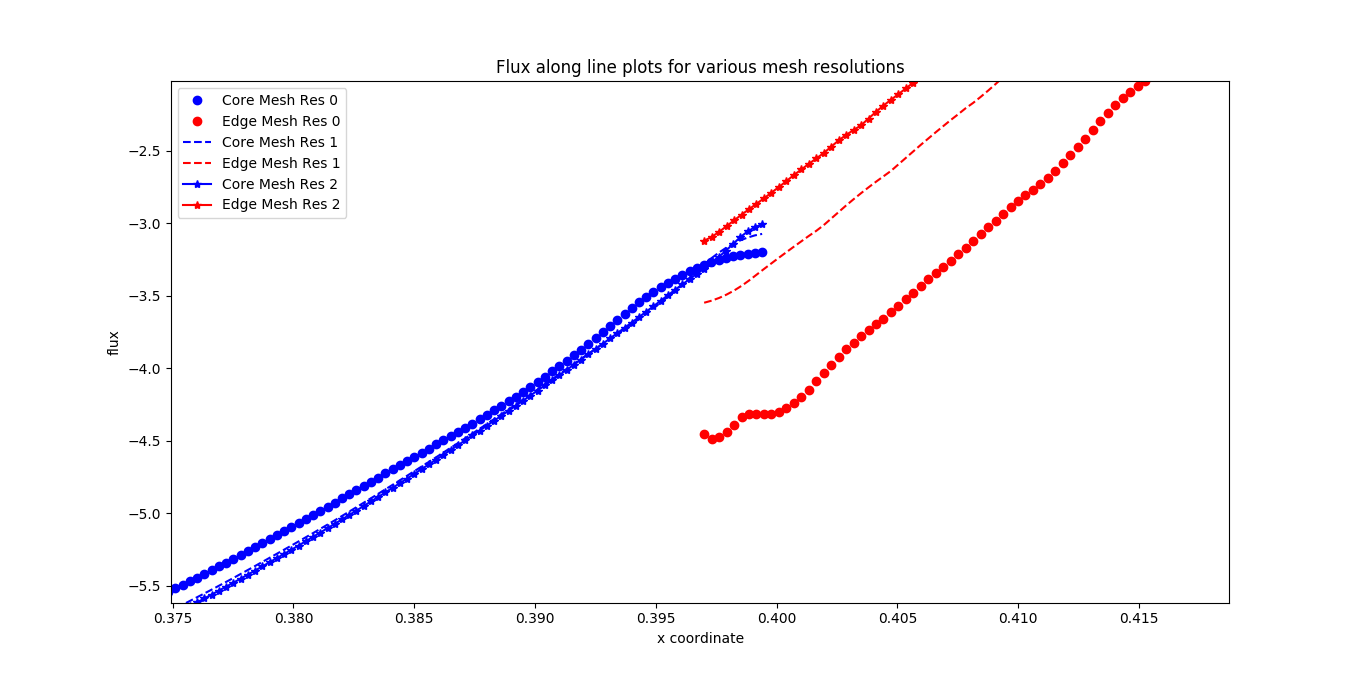 Flux along line plots for various mesh resolutions
Core Mesh Res 0
Edge Mesh Res 0
Core Mesh Res 1
Edge Mesh Res 1
Core Mesh Res 2
Edge Mesh Res 2
flux
−2.5
−3.0
−3.5
−4.0
−4.5
−5.0
−5.5
0.375 0.380 0.385 0.390 0.395 0.400 0.405 0.410 0.415
x coordinate